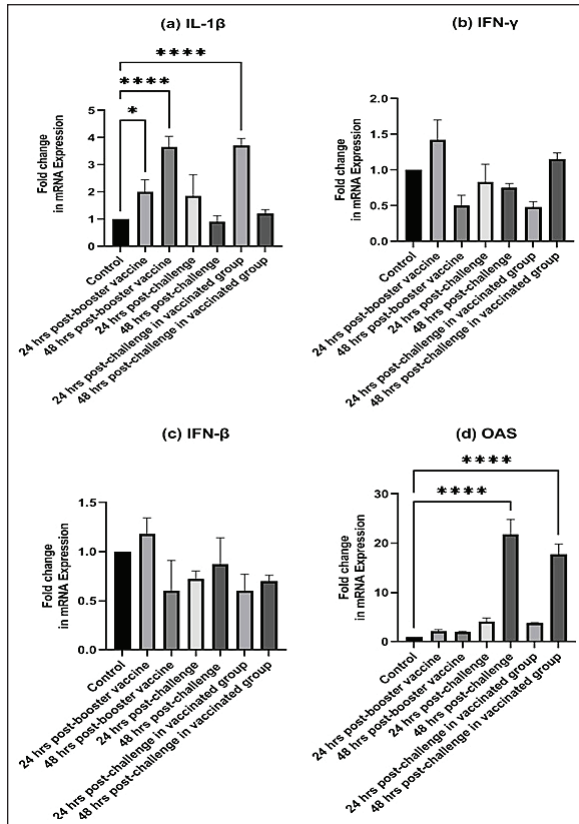 (a) IL-1β
****
****
*
Fold change
in mRNA Expression
5
4
3
2
1
0
Control
24 hrs post-booster vaccine
48 hrs post-booster vaccine
24 hrs post-challenge
48 hrs post-challenge
24 hrs post-challenge in vaccinated group
48 hrs post-challenge in vaccinated group
(b) IFN-γ
Fold change
in mRNA Expression
2.0
1.5
1.0
0.5
0.0
Control
24 hrs post-booster vaccine
48 hrs post-booster vaccine
24 hrs post-challenge
48 hrs post-challenge
24 hrs post-challenge in vaccinated group
48 hrs post-challenge in vaccinated group
(c) IFN-β
Fold change
in mRNA Expression
1.5
1.0
0.5
0.0
Control
24 hrs post-booster vaccine
48 hrs post-booster vaccine
24 hrs post-challenge
48 hrs post-challenge
24 hrs post-challenge in vaccinated group
48 hrs post-challenge in vaccinated group
(d) OAS
****
****
Fold change
in mRNA Expression
30
20
10
0
Control
24 hrs post-booster vaccine
48 hrs post-booster vaccine
24 hrs post-challenge
48 hrs post-challenge
24 hrs post-challenge in vaccinated group
48 hrs post-challenge in vaccinated group